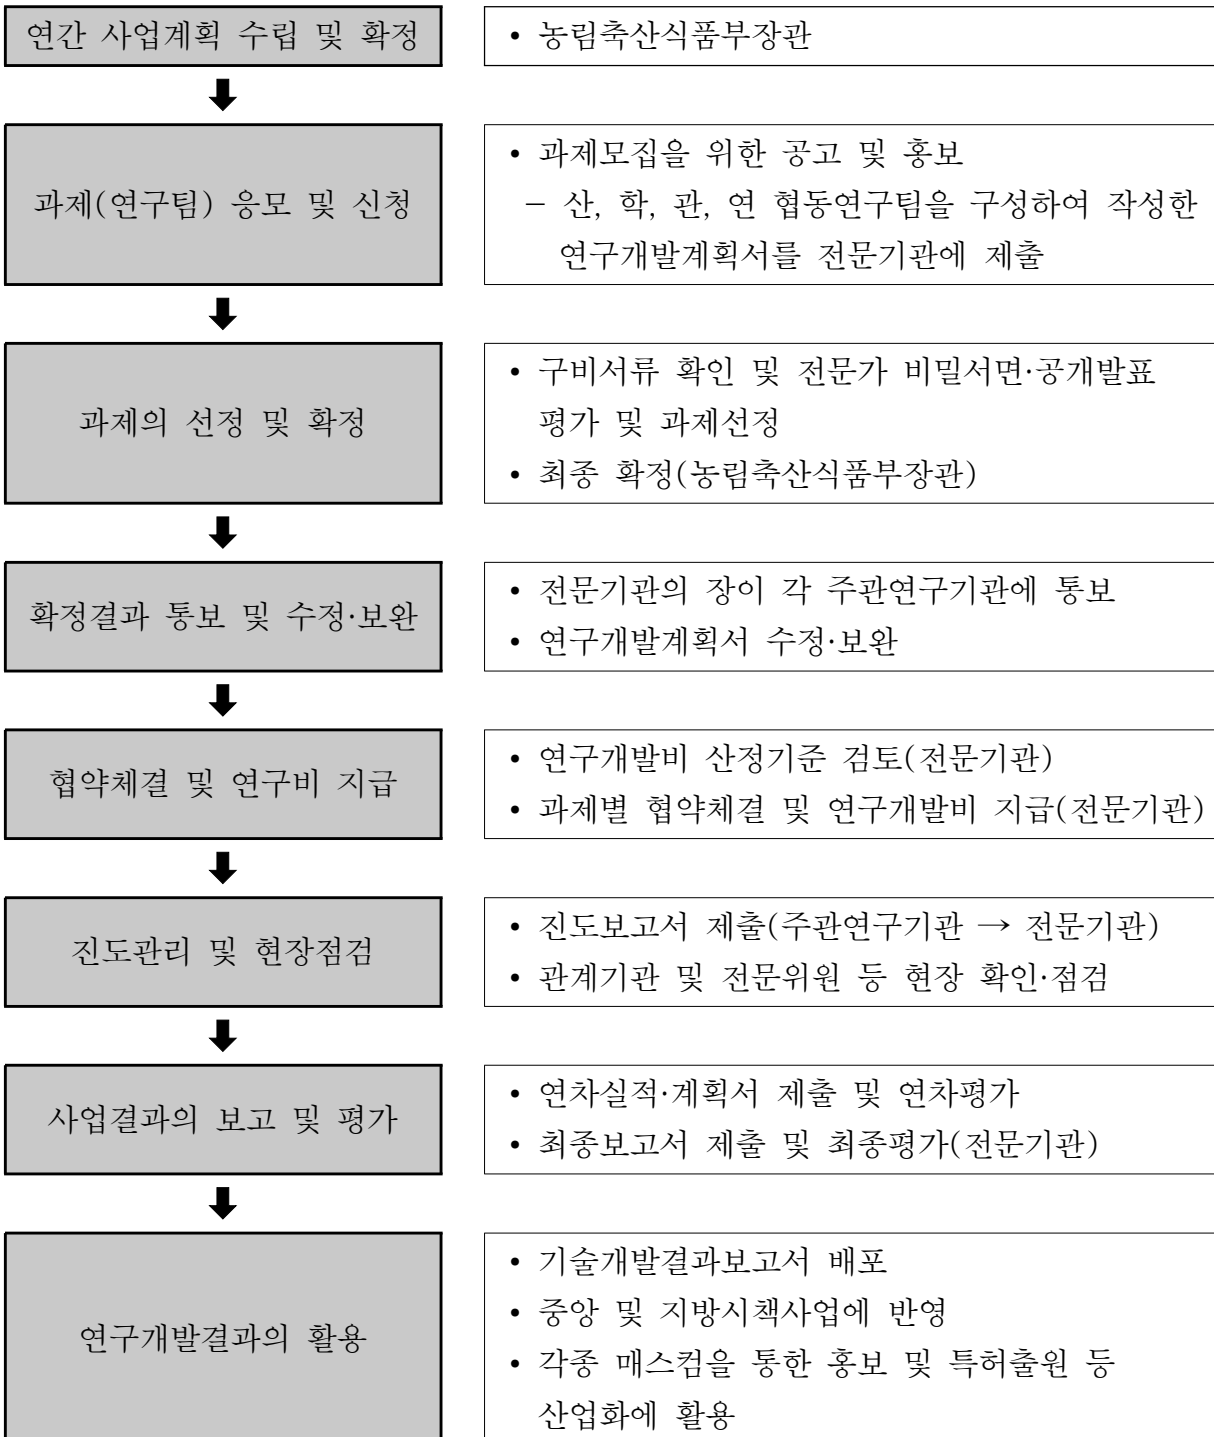 연간 사업계획 수립 및 확정
• 농림축산식품부장관
과제(연구팀) 응모 및 신청
• 과제모집을 위한 공고 및 홍보
– 산, 학, 관, 연 협동연구팀을 구성하여 작성한
연구개발계획서를 전문기관에 제출
과제의 선정 및 확정
• 구비서류 확인 및 전문가 비밀서면·공개발표
평가 및 과제선정
• 최종 확정(농림축산식품부장관)
확정결과 통보 및 수정·보완
• 전문기관의 장이 각 주관연구기관에 통보
• 연구개발계획서 수정·보완
협약체결 및 연구비 지급
• 연구개발비 산정기준 검토(전문기관)
• 과제별 협약체결 및 연구개발비 지급(전문기관)
진도관리 및 현장점검
• 진도보고서 제출(주관연구기관 → 전문기관)
• 관계기관 및 전문위원 등 현장 확인·점검
사업결과의 보고 및 평가
• 연차실적·계획서 제출 및 연차평가
• 최종보고서 제출 및 최종평가(전문기관)
연구개발결과의 활용
• 기술개발결과보고서 배포
• 중앙 및 지방시책사업에 반영
• 각종 매스컴을 통한 홍보 및 특허출원 등
산업화에 활용